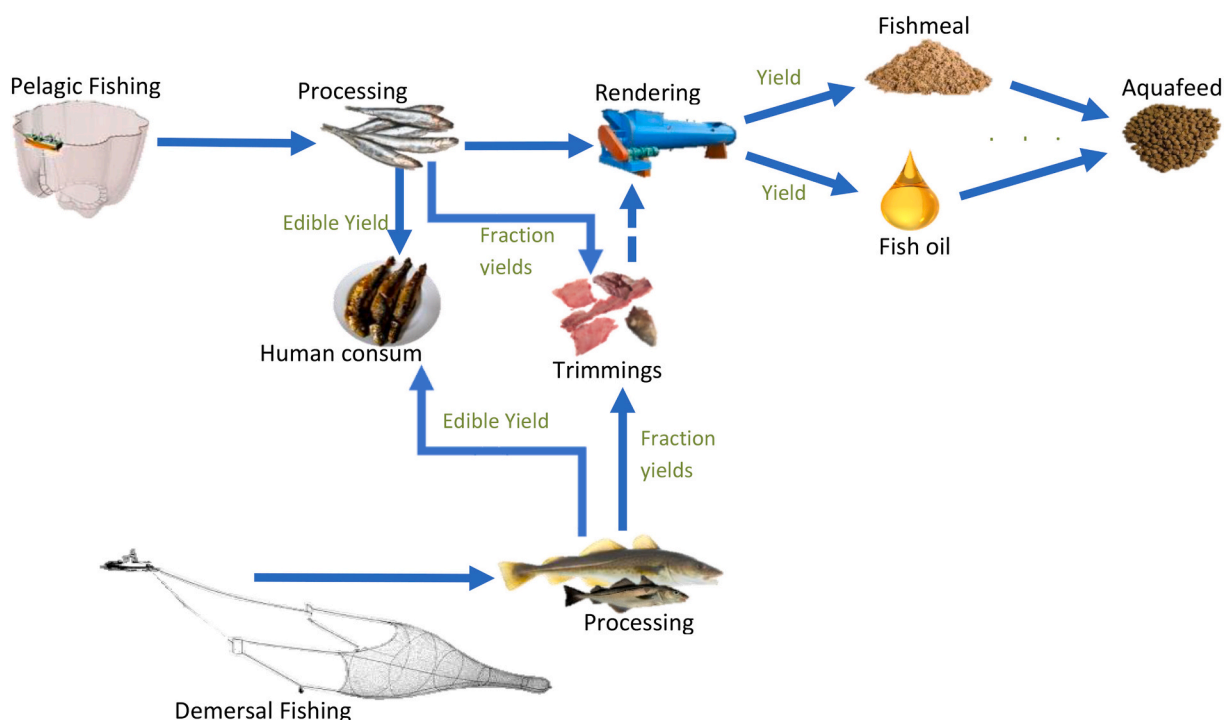 Fishmeal
Pelagic Fishing
Processing
Rendering
Yield
Aquafeed
Yield
Edible Yield
Fraction
yields
Fish oil
Human consum
Trimmings
Edible Yield
Fraction
yields
Processing
Demersal Fishing